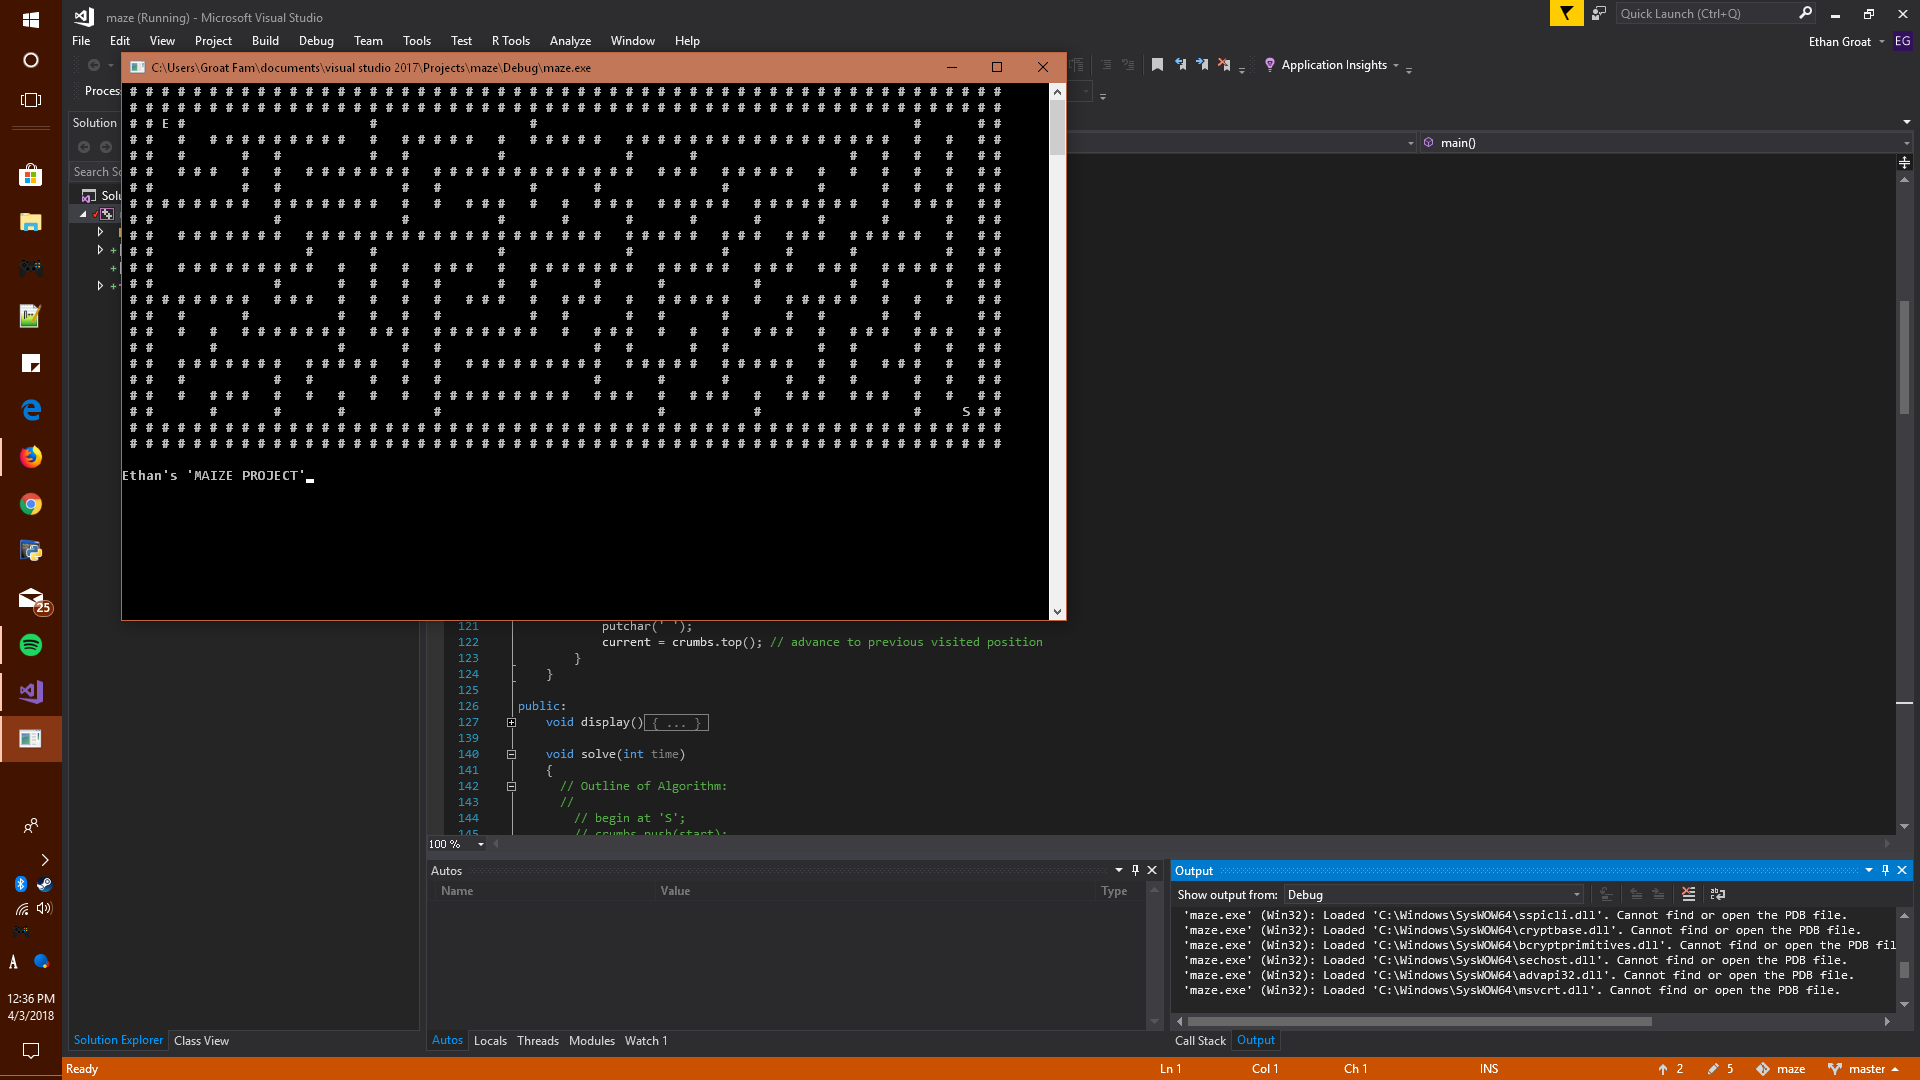 maze (Running) - Microsoft Visual Studio
Quick Launch (Ctrl+Q)
File Edit View Project Build Debug Team Tools Test R Tools Analyze Window Help
Ethan Groat EG
C:\Users\Groat Fam\documents\visual studio 2017\Projects\maze\Debug\maze.exe
Application Insights
Proces
Solution
main()
Search So
Solu
# # E # # # # # #
# # # # # # # # # S # #
Ethan's 'MAIZE PROJECT'
121 putchar(' ');
122 current = crumbs.top(); // advance to previous visited position
123 }
124 }
125
126 public:
127 void display(){ ... }
139
140 void solve(int time)
141 {
142 // Outline of Algorithm:
143 //
144 // begin at 'S';
145 // crumbs.push(start);
100 %
Autos
Name Value Type
Output
Show output from: Debug
'maze.exe' (Win32): Loaded 'C:\Windows\SysWOW64\sspicli.dll'. Cannot find or open the PDB file.
'maze.exe' (Win32): Loaded 'C:\Windows\SysWOW64\cryptbase.dll'. Cannot find or open the PDB file.
'maze.exe' (Win32): Loaded 'C:\Windows\SysWOW64\bcryptprimitives.dll'. Cannot find or open the PDB fil
'maze.exe' (Win32): Loaded 'C:\Windows\SysWOW64\sechost.dll'. Cannot find or open the PDB file.
'maze.exe' (Win32): Loaded 'C:\Windows\SysWOW64\advapi32.dll'. Cannot find or open the PDB file.
'maze.exe' (Win32): Loaded 'C:\Windows\SysWOW64\msvcrt.dll'. Cannot find or open the PDB file.
25
A
12:36 PM
4/3/2018
Solution Explorer Class View
Autos Locals Threads Modules Watch 1
Call Stack Output
Ready
Ln 1 Col 1 Ch 1 INS
2 5 maze master